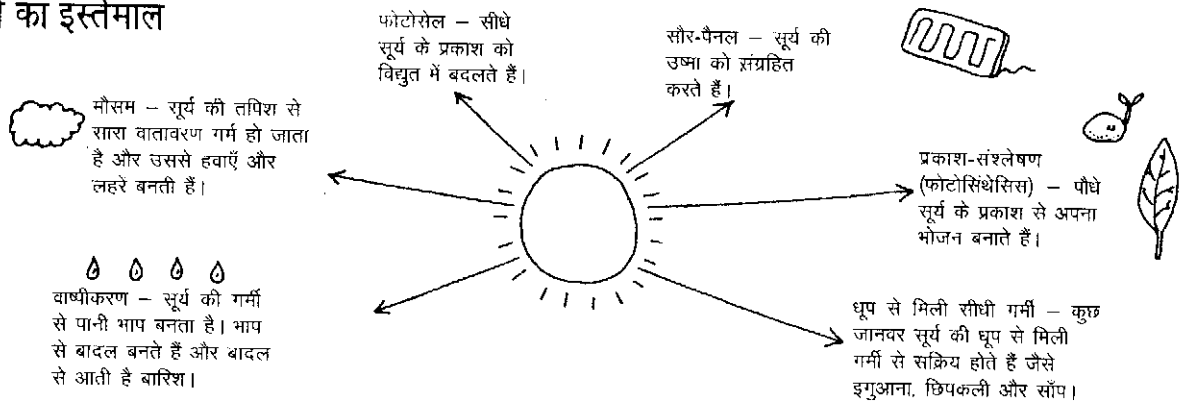 का इस्तेमाल
फोटोसेल – सीधे
सूर्य के प्रकाश को
विद्युत में बदलते हैं।
सौर-पैनल – सूर्य की
उष्मा को संग्रहित
करते हैं।
मौसम – सूर्य की तपिश से
सारा वातावरण गर्म हो जाता
है और उससे हवाएँ और
लहरें बनती हैं।
प्रकाश-संश्लेषण
(फोटोसिंथेसिस) – पौधे
सूर्य के प्रकाश से अपना
भोजन बनाते हैं।
वाष्पीकरण – सूर्य की गर्मी
से पानी भाप बनता है। भाप
से बादल बनते हैं और बादल
से आती है बारिश।
धूप से मिली सीधी गर्मी – कुछ
जानवर सूर्य की धूप से मिली
गर्मी से सक्रिय होते हैं जैसे
इगुआना, छिपकली और साँप।